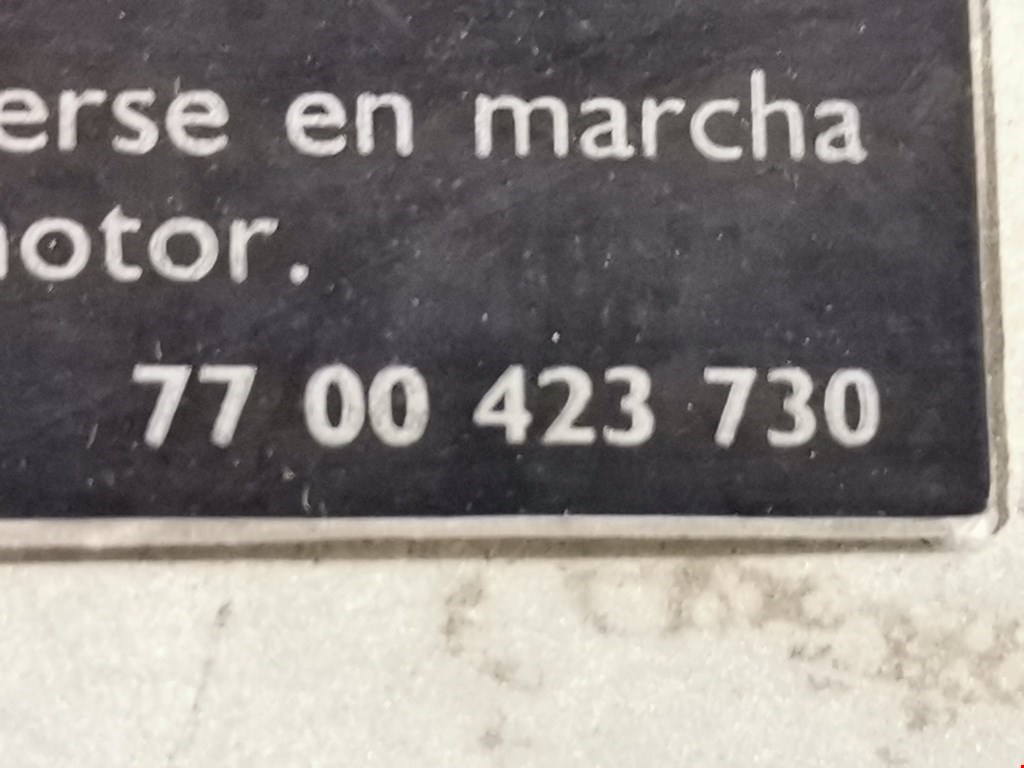 erse en marcha
otor.
77 00 423 730